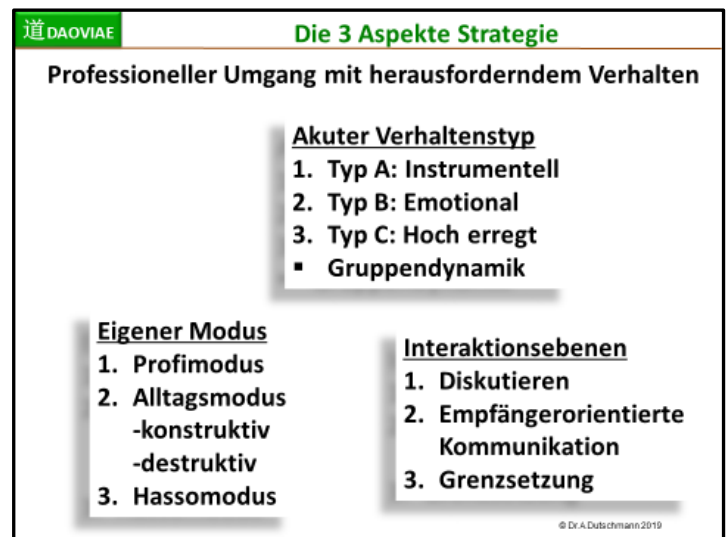 道DAOVIAE
Die 3 Aspekte Strategie
Professioneller Umgang mit herausforderndem Verhalten
Akuter Verhaltenstyp
1. Typ A: Instrumentell
2. Typ B: Emotional
3. Typ C: Hoch erregt
▪ Gruppendynamik
Eigener Modus
1. Profimodus
2. Alltagsmodus
-konstruktiv
-destruktiv
3. Hassomodus
Interaktionsebenen
1. Diskutieren
2. Empfängerorientierte
Kommunikation
3. Grenzsetzung
© Dr.A.Dutschmann 2019